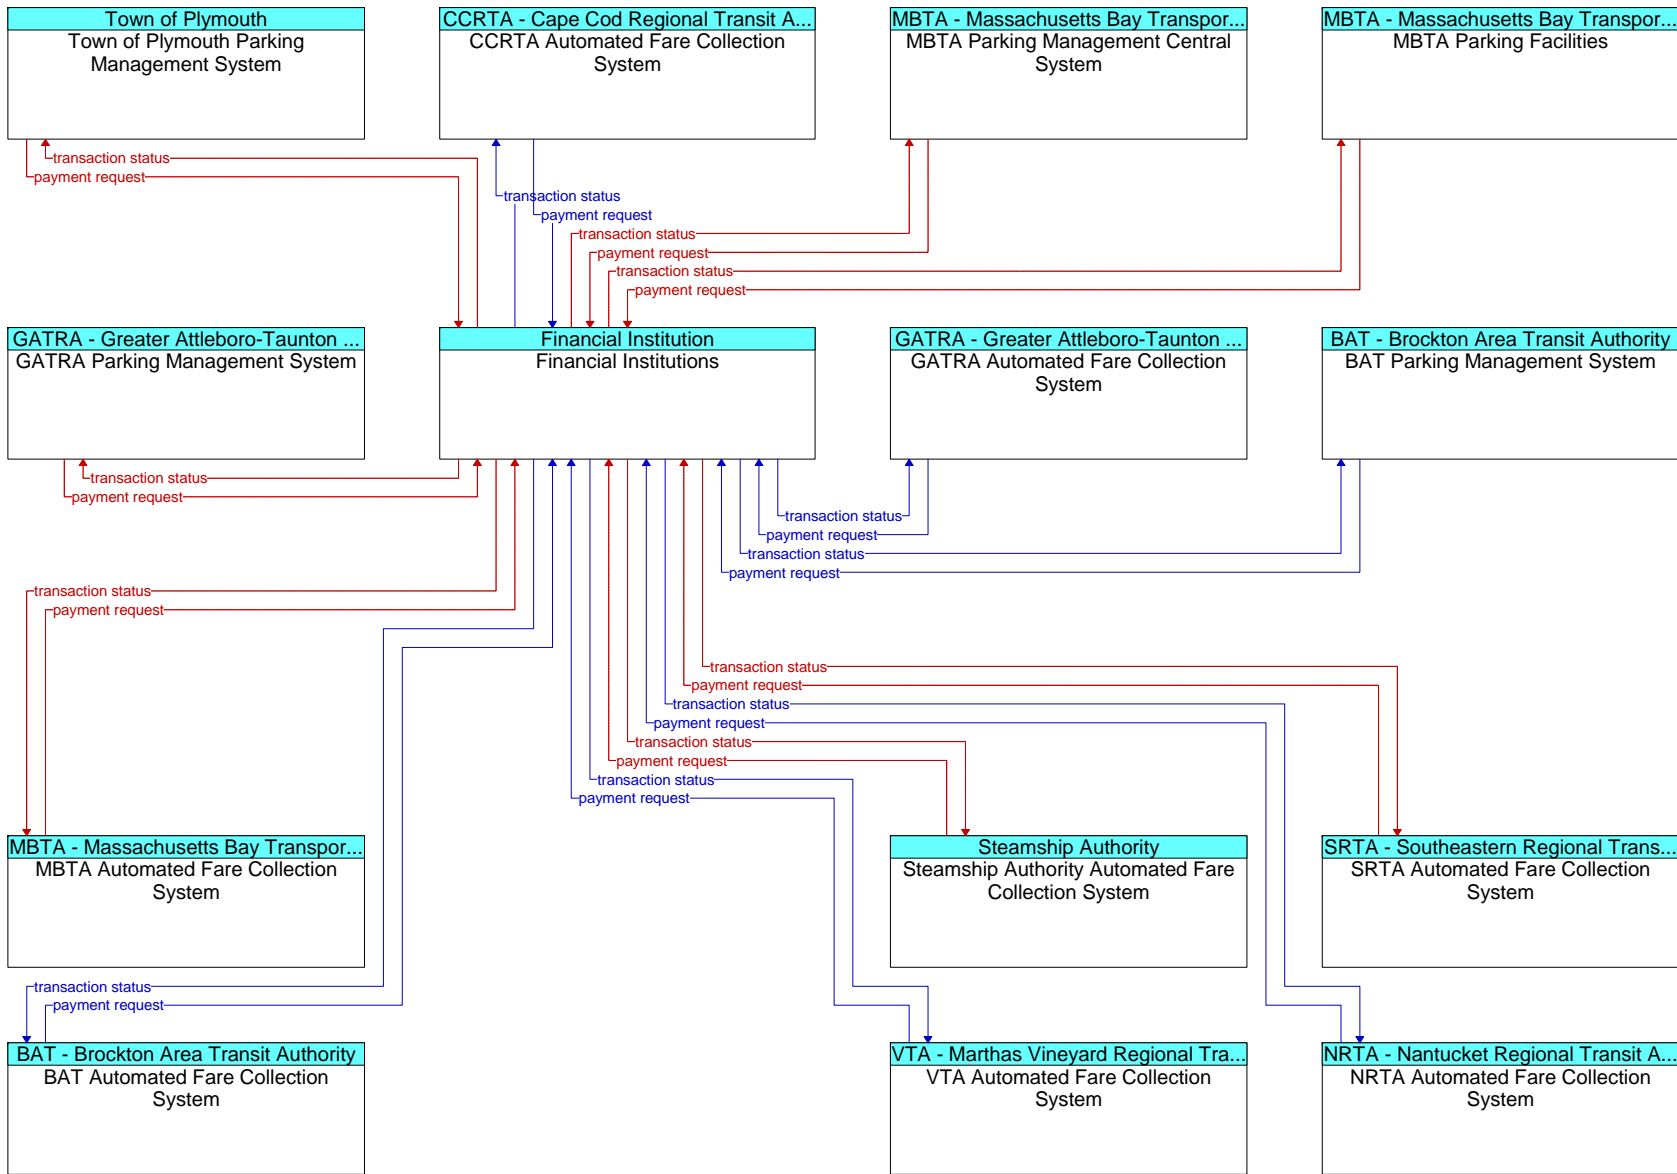 Town of Plymouth
Town of Plymouth Parking
Management System
CCRTA - Cape Cod Regional Transit A...
CCRTA Automated Fare Collection
System
MBTA - Massachusetts Bay Transpor...
MBTA Parking Management Central
System
MBTA - Massachusetts Bay Transpor...
MBTA Parking Facilities
transaction status
payment request
transaction status
payment request
transaction status
payment request
transaction status
payment request
GATRA - Greater Attleboro-Taunton ...
GATRA Parking Management System
Financial Institution
Financial Institutions
GATRA - Greater Attleboro-Taunton ...
GATRA Automated Fare Collection
System
BAT - Brockton Area Transit Authority
BAT Parking Management System
transaction status
payment request
transaction status
payment request
transaction status
payment request
transaction status
payment request
transaction status
payment request
transaction status
payment request
transaction status
payment request
transaction status
payment request
MBTA - Massachusetts Bay Transpor...
MBTA Automated Fare Collection
System
Steamship Authority
Steamship Authority Automated Fare
Collection System
SRTA - Southeastern Regional Trans...
SRTA Automated Fare Collection
System
transaction status
payment request
BAT - Brockton Area Transit Authority
BAT Automated Fare Collection
System
VTA - Marthas Vineyard Regional Tra...
VTA Automated Fare Collection
System
NRTA - Nantucket Regional Transit A...
NRTA Automated Fare Collection
System